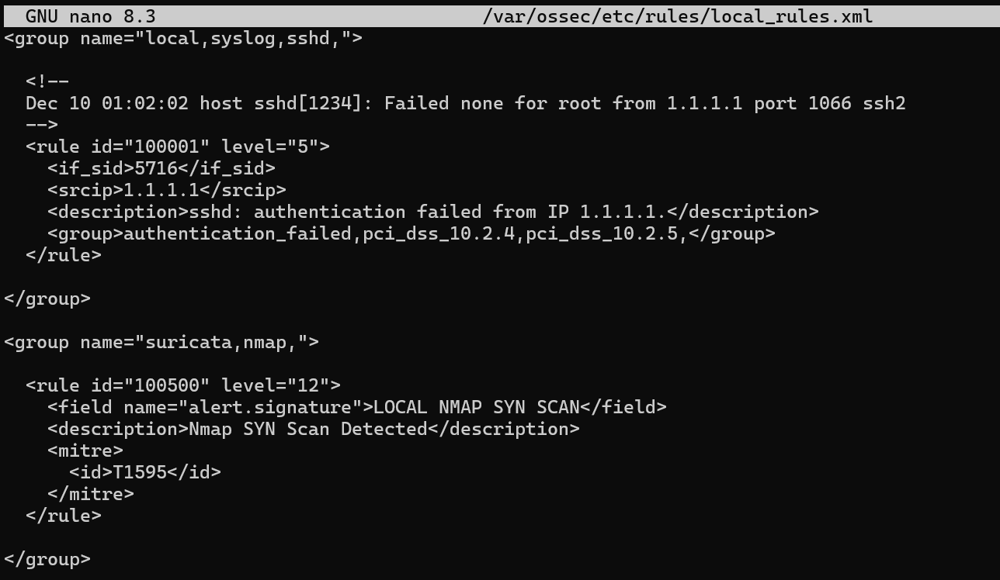 GNU nano 8.3 /var/ossec/etc/rules/local_rules.xml
<group name="local,syslog,sshd,">
<!--
Dec 10 01:02:02 host sshd[1234]: Failed none for root from 1.1.1.1 port 1066 ssh2
-->
<rule id="100001" level="5">
<if_sid>5716</if_sid>
<srcip>1.1.1.1</srcip>
<description>sshd: authentication failed from IP 1.1.1.1.</description>
<group>authentication_failed,pci_dss_10.2.4,pci_dss_10.2.5,</group>
</rule>
</group>
<group name="suricata,nmap,">
<rule id="100500" level="12">
<field name="alert.signature">LOCAL NMAP SYN SCAN</field>
<description>Nmap SYN Scan Detected</description>
<mitre>
<id>T1595</id>
</mitre>
</rule>
</group>